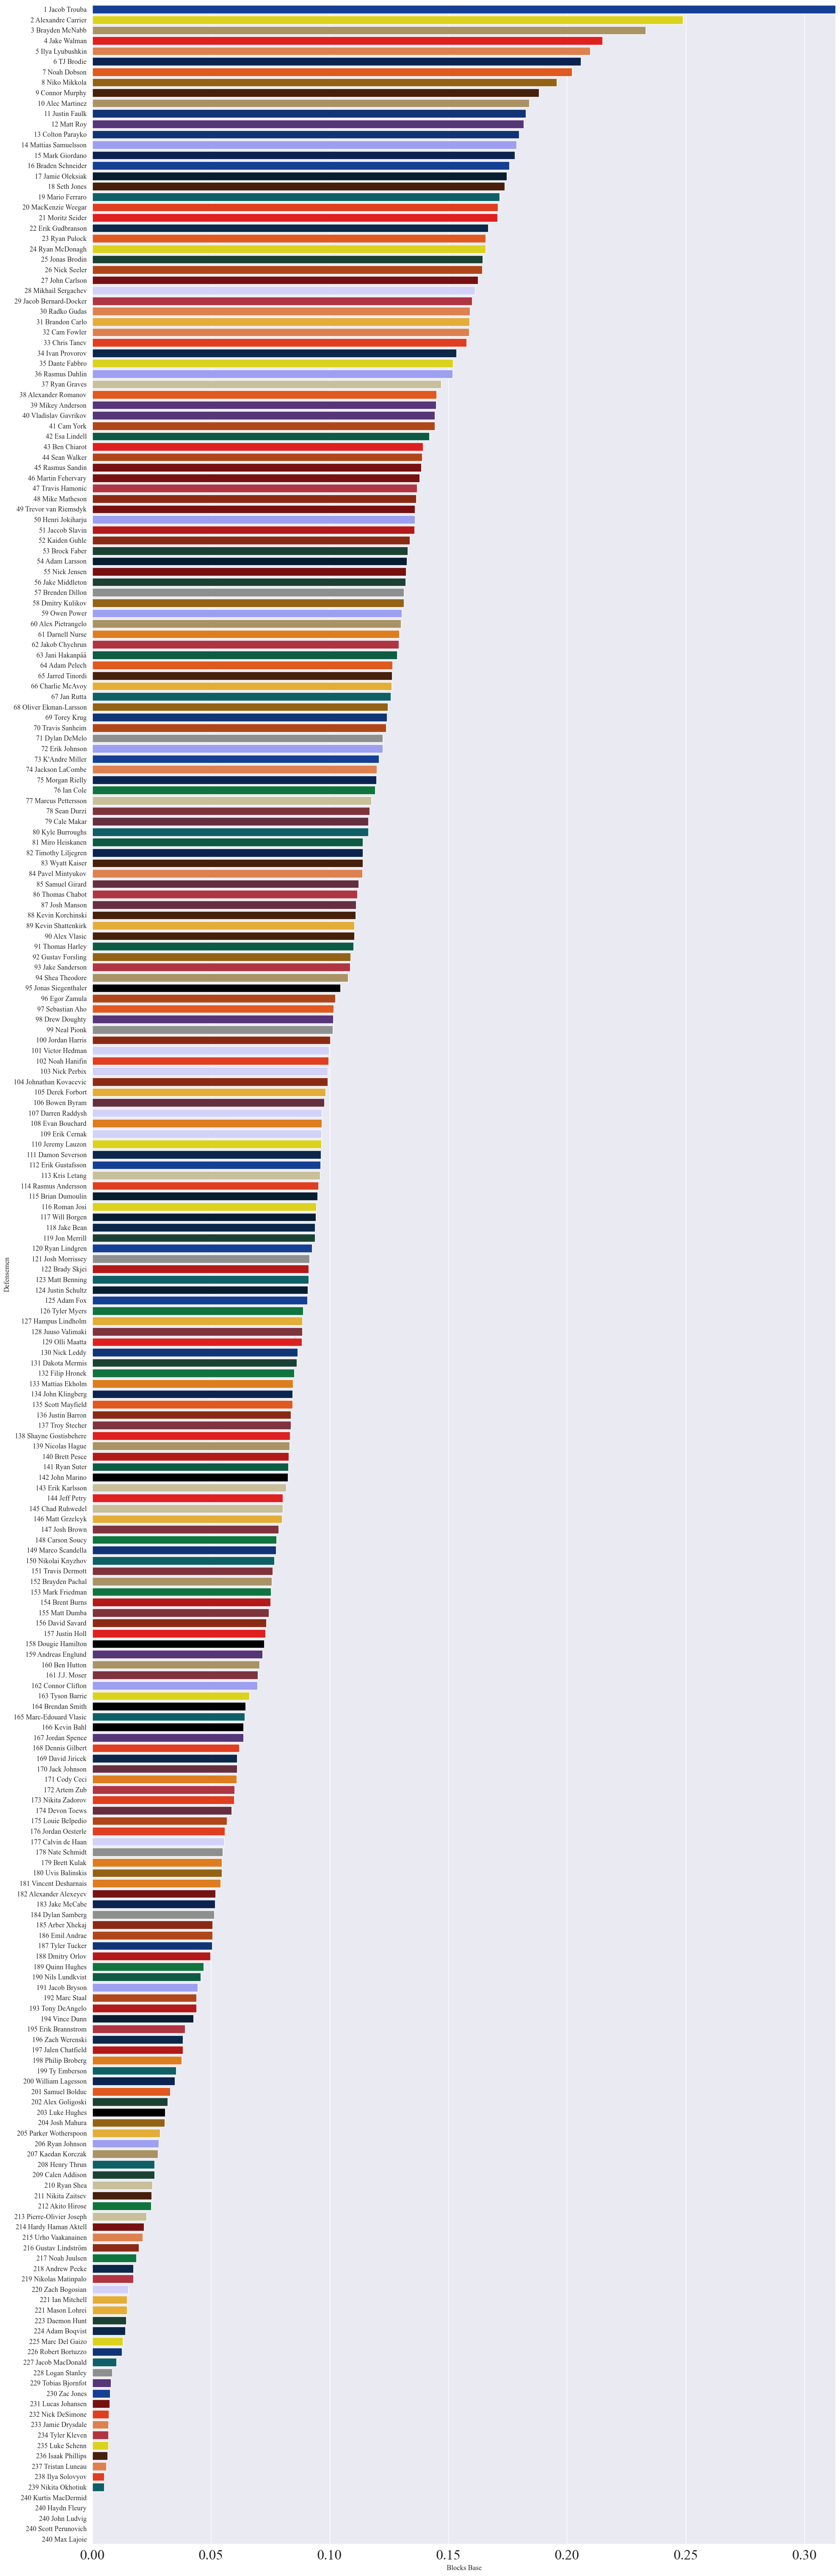 1 Jacob Trouba
2 Alexandre Carrier
3 Brayden McNabb
4 Jake Walman
5 Ilya Lyubushkin
6 TJ Brodie
7 Noah Dobson
8 Niko Mikkola
9 Connor Murphy
10 Alec Martinez
11 Justin Faulk
12 Matt Roy
13 Colton Parayko
14 Mattias Samuelsson
15 Mark Giordano
16 Braden Schneider
17 Jamie Oleksiak
18 Seth Jones
19 Mario Ferraro
20 MacKenzie Weegar
21 Moritz Seider
22 Erik Gudbranson
23 Ryan Pulock
24 Ryan McDonagh
25 Jonas Brodin
26 Nick Seeler
27 John Carlson
28 Mikhail Sergachev
29 Jacob Bernard-Docker
30 Radko Gudas
31 Brandon Carlo
32 Cam Fowler
33 Chris Tanev
34 Ivan Provorov
35 Dante Fabbro
36 Rasmus Dahlin
37 Ryan Graves
38 Alexander Romanov
39 Mikey Anderson
40 Vladislav Gavrikov
41 Cam York
42 Esa Lindell
43 Ben Chiarot
44 Sean Walker
45 Rasmus Sandin
46 Martin Fehervary
47 Travis Hamonic
48 Mike Matheson
49 Trevor van Riemsdyk
50 Henri Jokiharju
51 Jaccob Slavin
52 Kaiden Guhle
53 Brock Faber
54 Adam Larsson
55 Nick Jensen
56 Jake Middleton
57 Brenden Dillon
58 Dmitry Kulikov
59 Owen Power
60 Alex Pietrangelo
61 Darnell Nurse
62 Jakob Chychrun
63 Jani Hakanpää
64 Adam Pelech
65 Jarred Tinordi
66 Charlie McAvoy
67 Jan Rutta
68 Oliver Ekman-Larsson
69 Torey Krug
70 Travis Sanheim
71 Dylan DeMelo
72 Erik Johnson
73 K'Andre Miller
74 Jackson LaCombe
75 Morgan Rielly
76 Ian Cole
77 Marcus Pettersson
78 Sean Durzi
79 Cale Makar
80 Kyle Burroughs
81 Miro Heiskanen
82 Timothy Liljegren
83 Wyatt Kaiser
84 Pavel Mintyukov
85 Samuel Girard
86 Thomas Chabot
87 Josh Manson
88 Kevin Korchinski
89 Kevin Shattenkirk
90 Alex Vlasic
91 Thomas Harley
92 Gustav Forsling
93 Jake Sanderson
94 Shea Theodore
95 Jonas Siegenthaler
96 Egor Zamula
97 Sebastian Aho
98 Drew Doughty
99 Neal Pionk
100 Jordan Harris
101 Victor Hedman
102 Noah Hanifin
103 Nick Perbix
104 Johnathan Kovacevic
105 Derek Forbort
106 Bowen Byram
107 Darren Raddysh
108 Evan Bouchard
109 Erik Cernak
110 Jeremy Lauzon
111 Damon Severson
112 Erik Gustafsson
113 Kris Letang
114 Rasmus Andersson
115 Brian Dumoulin
116 Roman Josi
117 Will Borgen
118 Jake Bean
119 Jon Merrill
120 Ryan Lindgren
121 Josh Morrissey
122 Brady Skjei
123 Matt Benning
124 Justin Schultz
125 Adam Fox
126 Tyler Myers
127 Hampus Lindholm
128 Juuso Valimaki
129 Olli Maatta
130 Nick Leddy
131 Dakota Mermis
132 Filip Hronek
133 Mattias Ekholm
134 John Klingberg
135 Scott Mayfield
136 Justin Barron
137 Troy Stecher
138 Shayne Gostisbehere
139 Nicolas Hague
140 Brett Pesce
141 Ryan Suter
142 John Marino
143 Erik Karlsson
144 Jeff Petry
145 Chad Ruhwedel
146 Matt Grzelcyk
147 Josh Brown
148 Carson Soucy
149 Marco Scandella
150 Nikolai Knyzhov
151 Travis Dermott
152 Brayden Pachal
153 Mark Friedman
154 Brent Burns
155 Matt Dumba
156 David Savard
157 Justin Holl
158 Dougie Hamilton
159 Andreas Englund
160 Ben Hutton
161 J.J. Moser
162 Connor Clifton
163 Tyson Barrie
164 Brendan Smith
165 Marc-Edouard Vlasic
166 Kevin Bahl
167 Jordan Spence
168 Dennis Gilbert
169 David Jiricek
170 Jack Johnson
171 Cody Ceci
172 Artem Zub
173 Nikita Zadorov
174 Devon Toews
175 Louie Belpedio
176 Jordan Oesterle
177 Calvin de Haan
178 Nate Schmidt
179 Brett Kulak
180 Uvis Balinskis
181 Vincent Desharnais
182 Alexander Alexeyev
183 Jake McCabe
184 Dylan Samberg
185 Arber Xhekaj
186 Emil Andrae
187 Tyler Tucker
188 Dmitry Orlov
189 Quinn Hughes
190 Nils Lundkvist
191 Jacob Bryson
192 Marc Staal
193 Tony DeAngelo
194 Vince Dunn
195 Erik Brannstrom
196 Zach Werenski
197 Jalen Chatfield
198 Philip Broberg
199 Ty Emberson
200 William Lagesson
201 Samuel Bolduc
202 Alex Goligoski
203 Luke Hughes
204 Josh Mahura
205 Parker Wotherspoon
206 Ryan Johnson
207 Kaedan Korczak
208 Henry Thrun
209 Calen Addison
210 Ryan Shea
211 Nikita Zaitsev
212 Akito Hirose
213 Pierre-Olivier Joseph
214 Hardy Haman Aktell
215 Urho Vaakanainen
216 Gustav Lindström
217 Noah Juulsen
218 Andrew Peeke
219 Nikolas Matinpalo
220 Zach Bogosian
221 Ian Mitchell
221 Mason Lohrei
223 Daemon Hunt
224 Adam Boqvist
225 Marc Del Gaizo
226 Robert Bortuzzo
227 Jacob MacDonald
228 Logan Stanley
229 Tobias Bjornfot
230 Zac Jones
231 Lucas Johansen
232 Nick DeSimone
233 Jamie Drysdale
234 Tyler Kleven
235 Luke Schenn
236 Isaak Phillips
237 Tristan Luneau
238 Ilya Solovyov
239 Nikita Okhotiuk
240 Kurtis MacDermid
240 Haydn Fleury
240 John Ludvig
240 Scott Perunovich
240 Max Lajoie
Defensemen
0.00 0.05 0.10 0.15 0.20 0.25 0.30
Blocks Base